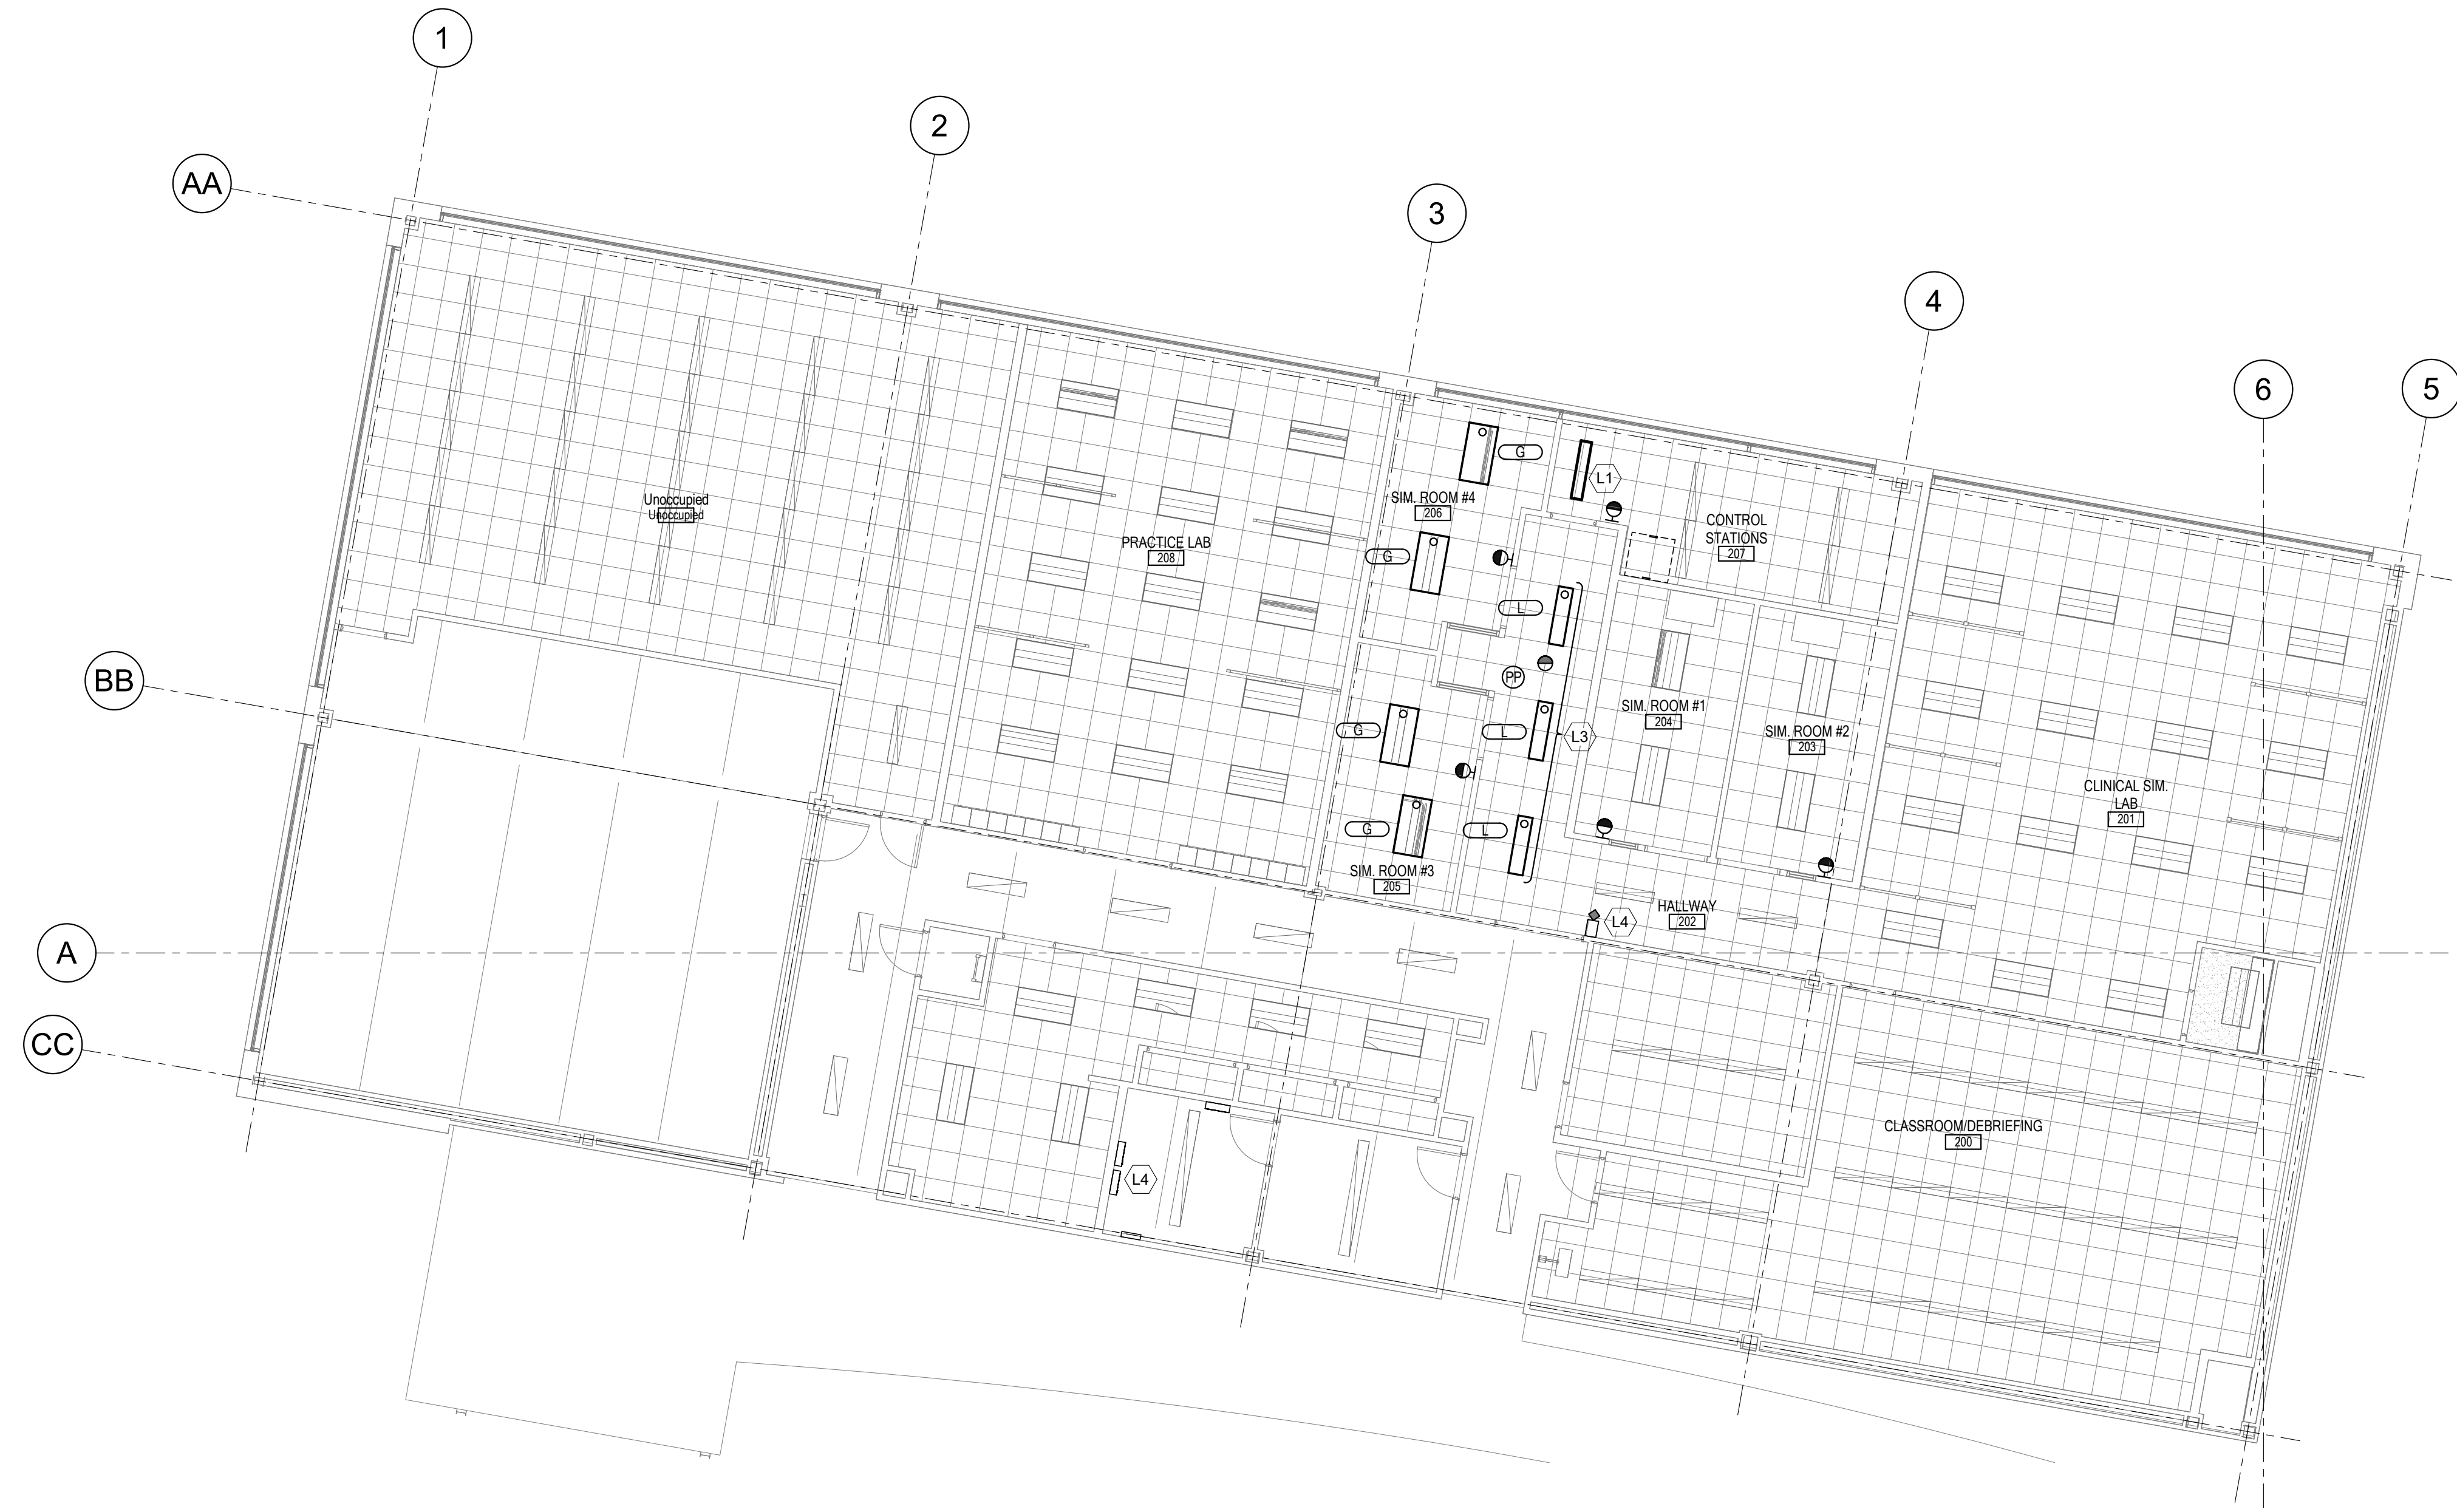 1
2
AA
3
4
5
6
G
L1
SIM. ROOM #4
206
Unoccupied
Unoccupied
CONTROL
STATIONS
207
PRACTICE LAB
208
G
L
BB
PP
SIM. ROOM #1
204
G
L
L3
SIM. ROOM #2
203
CLINICAL SIM.
LAB
201
G
L
SIM. ROOM #3
205
HALLWAY
202
L4
A
CC
CLASSROOM/DEBRIEFING
200
L4